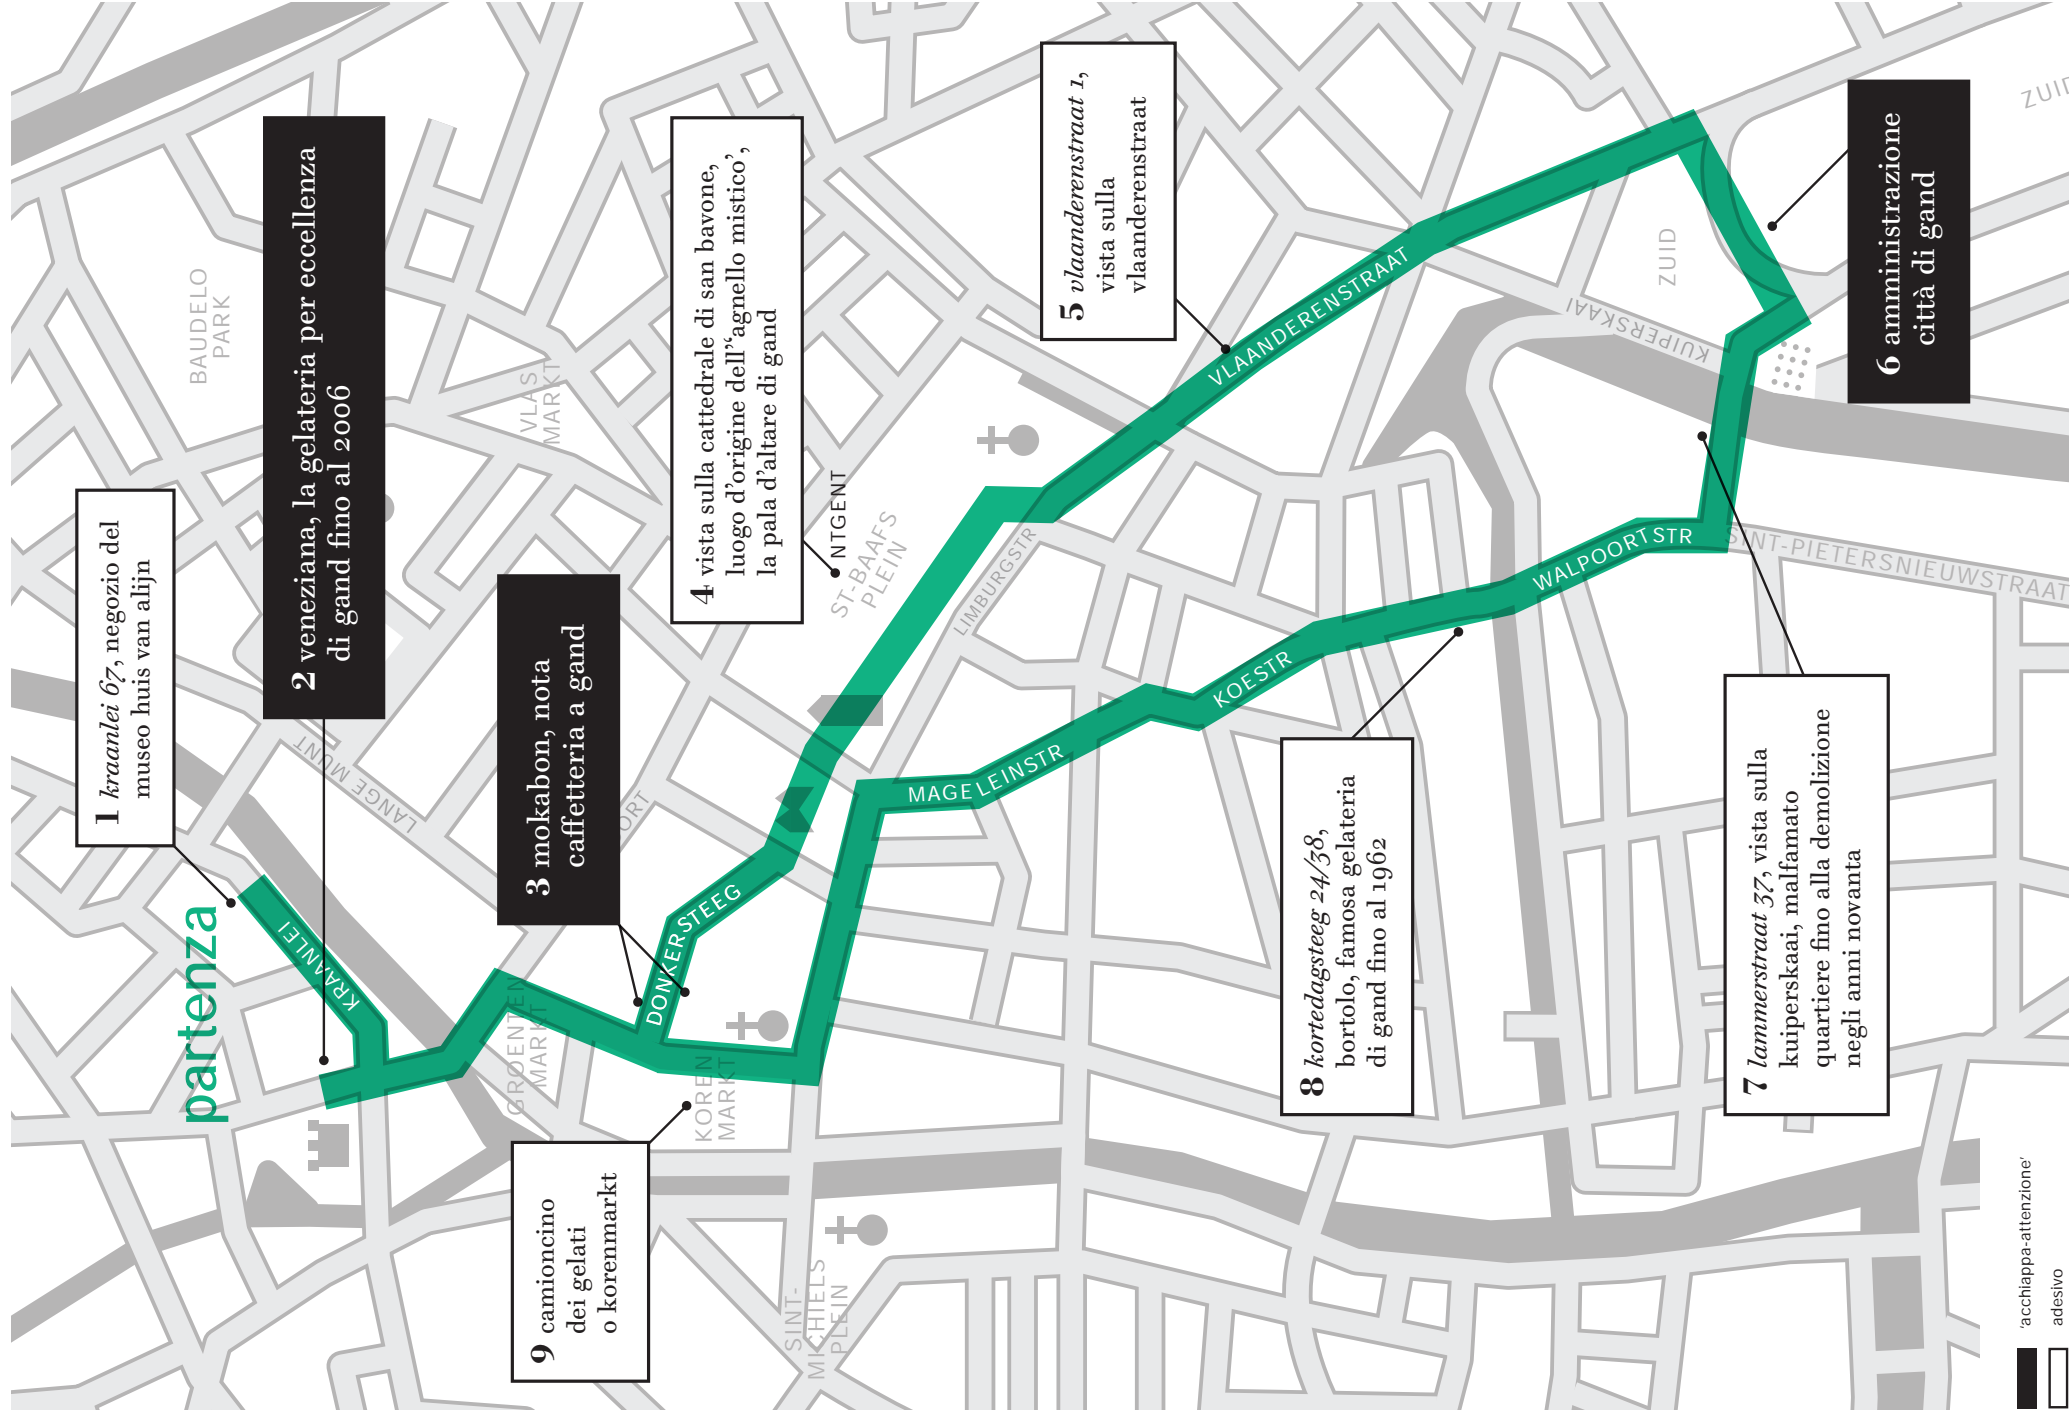 partenza
1 kraanlei 67, negozio del
museo huis van alijn
2 veneziana, la gelateria per eccellenza
di gand fino al 2006
3 mokabon, nota
caffetteria a gand
4 vista sulla cattedrale di san bavone,
luogo d'origine dell'‘agnello mistico’,
la pala d'altare di gand
5 vlaanderenstraat 1,
vista sulla
vlaanderenstraat
6 amministrazione
città di gand
7 lammerstraat 37, vista sulla
kuiperskaai, malfamato
quartiere fino alla demolizione
negli anni novanta
8 kortedagsteeg 24/38,
bortolo, famosa gelateria
di gand fino al 1962
9 camioncino
dei gelati
o korenmarkt
BAUDELO
PARK
VLAS
MARKT
NTGENT
ST-BAAFS
PLEIN
LIMBURGSTR
LANGE MUNT
ORT
KRAANLEI
GROENTEN
MARKT
DONKERSTEEG
KOREN
MARKT
SINT-
MICHIELS
PLEIN
MAGELEINSTR
KOESTR
WALPOORTSTR
SINT-PIETERSNIEUWSTRAAT
VLAANDERENSTRAAT
KUIPERSKAAI
ZUID
ZUID
'acchiappa-attenzione'
adesivo